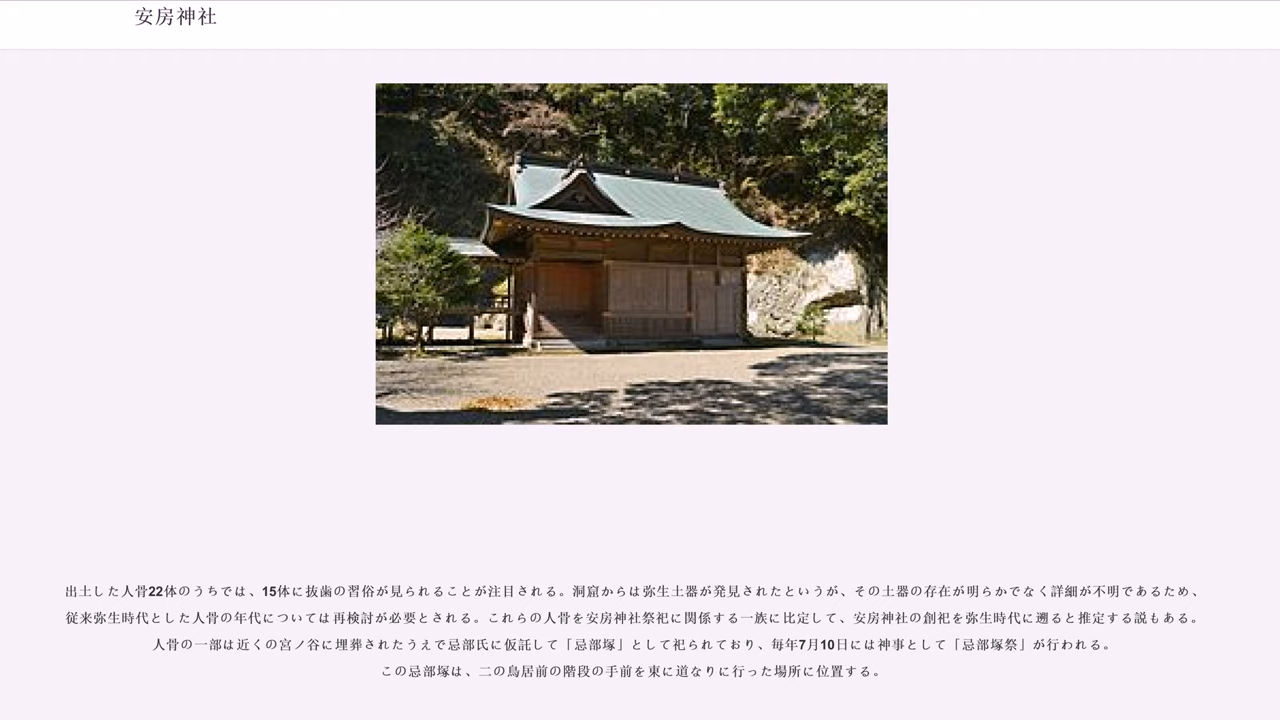 安房神社
出土した人骨22体のうちでは、15体に抜歯の習俗が見られることが注目される。洞窟からは弥生土器が発見されたというが、その土器の存在が明らかでなく詳細が不明であるため、
従来弥生時代とした人骨の年代については再検討が必要とされる。これらの人骨を安房神社祭祀に関係する一族に比定して、安房神社の創祀を弥生時代に遡ると推定する説もある。
人骨の一部は近くの宮ノ谷に埋葬されたうえで忌部氏に仮託して「忌部塚」として祀られており、毎年7月10日には神事として「忌部塚祭」が行われる。
この忌部塚は、二の鳥居前の階段の手前を東に道なりに行った場所に位置する。